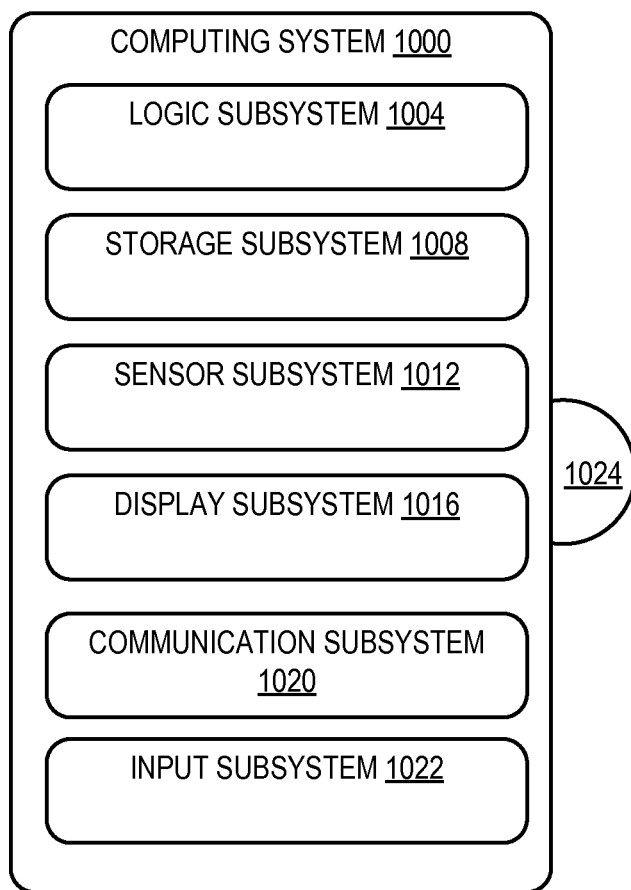 COMPUTING SYSTEM 1000
LOGIC SUBSYSTEM 1004
STORAGE SUBSYSTEM 1008
SENSOR SUBSYSTEM 1012
1024
DISPLAY SUBSYSTEM 1016
COMMUNICATION SUBSYSTEM
1020
INPUT SUBSYSTEM 1022